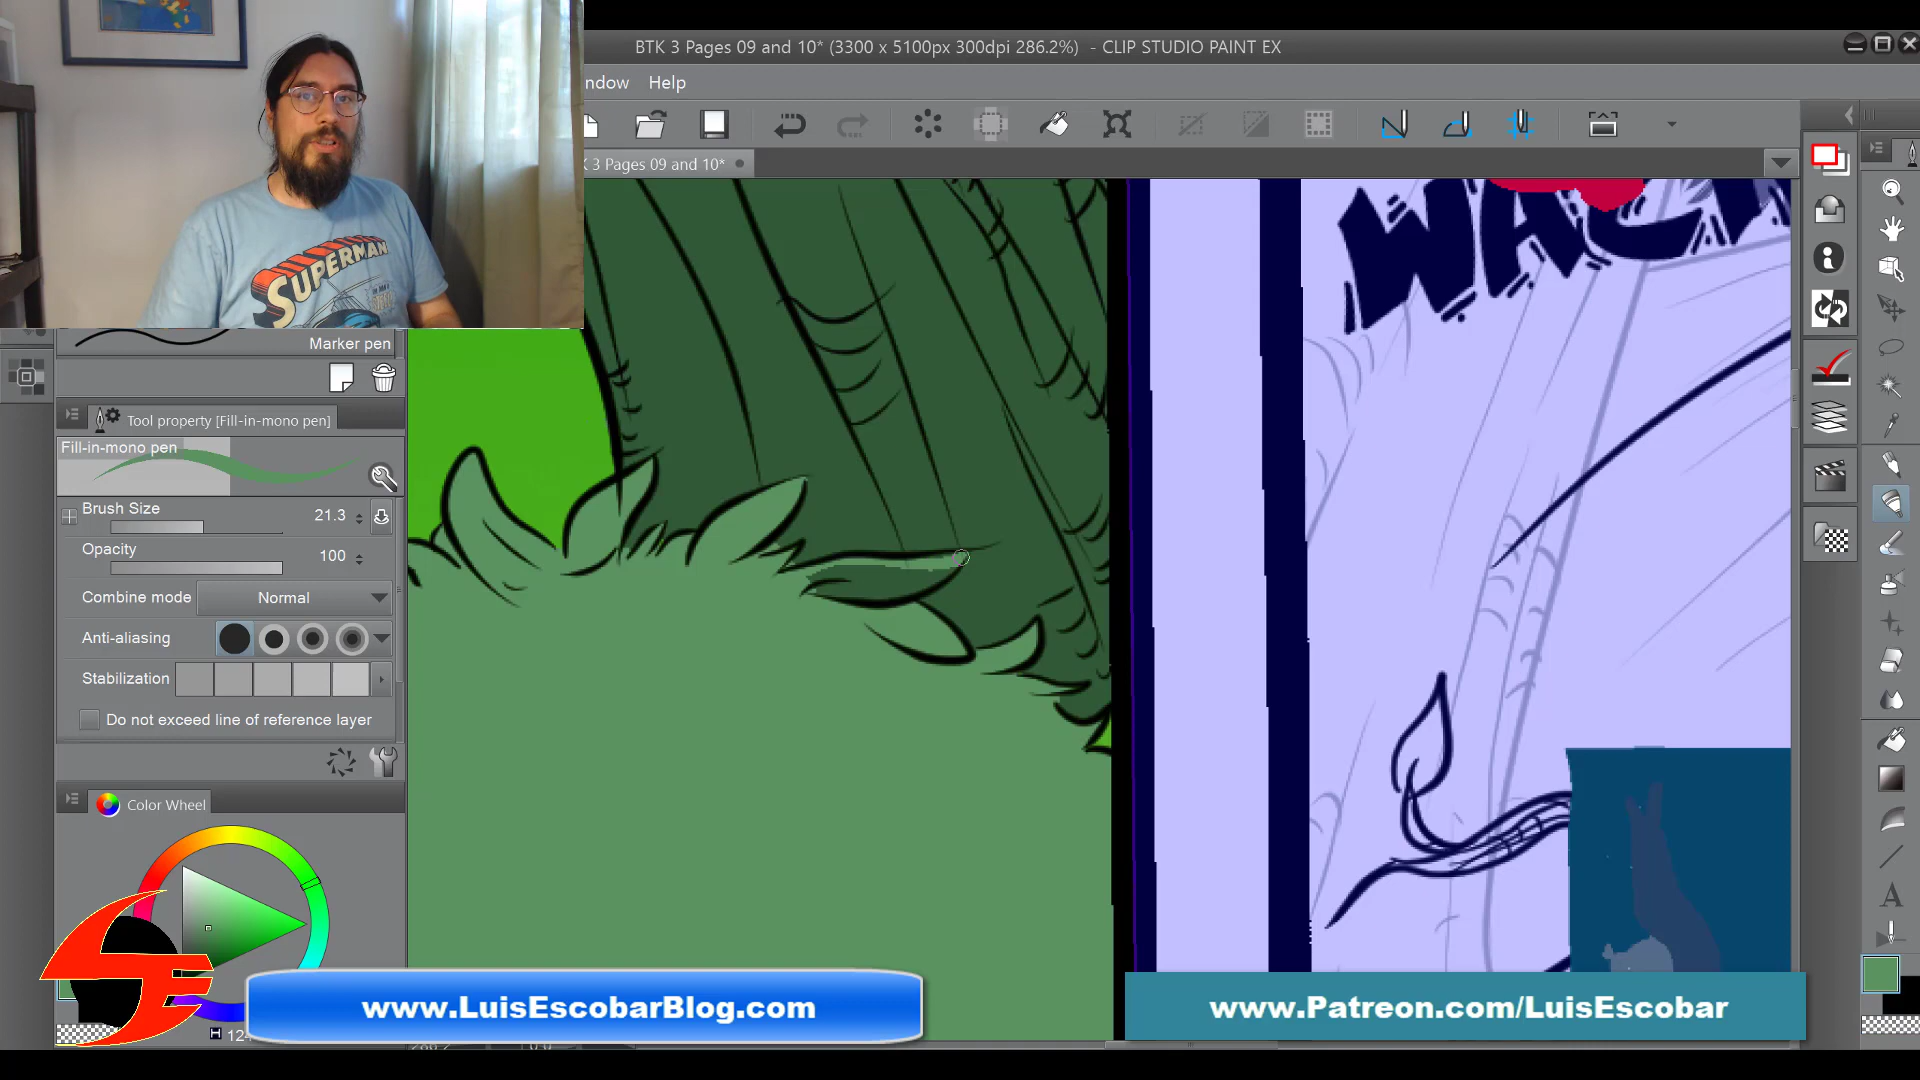 BTK 3 Pages 09 and 10* (3300 x 5100px 300dpi 286.2%) - CLIP STUDIO PAINT EX
ndow Help
3 Pages 09 and 10*
SUPERMAN
WACK
Marker pen
Tool property [Fill-in-mono pen]
Fill-in-mono pen
Brush Size 21.3
Opacity 100
Combine mode Normal
Anti-aliasing
Stabilization
Do not exceed line of reference layer
Color Wheel
H 12
www.LuisEscobarBlog.com
www.Patreon.com/LuisEscobar